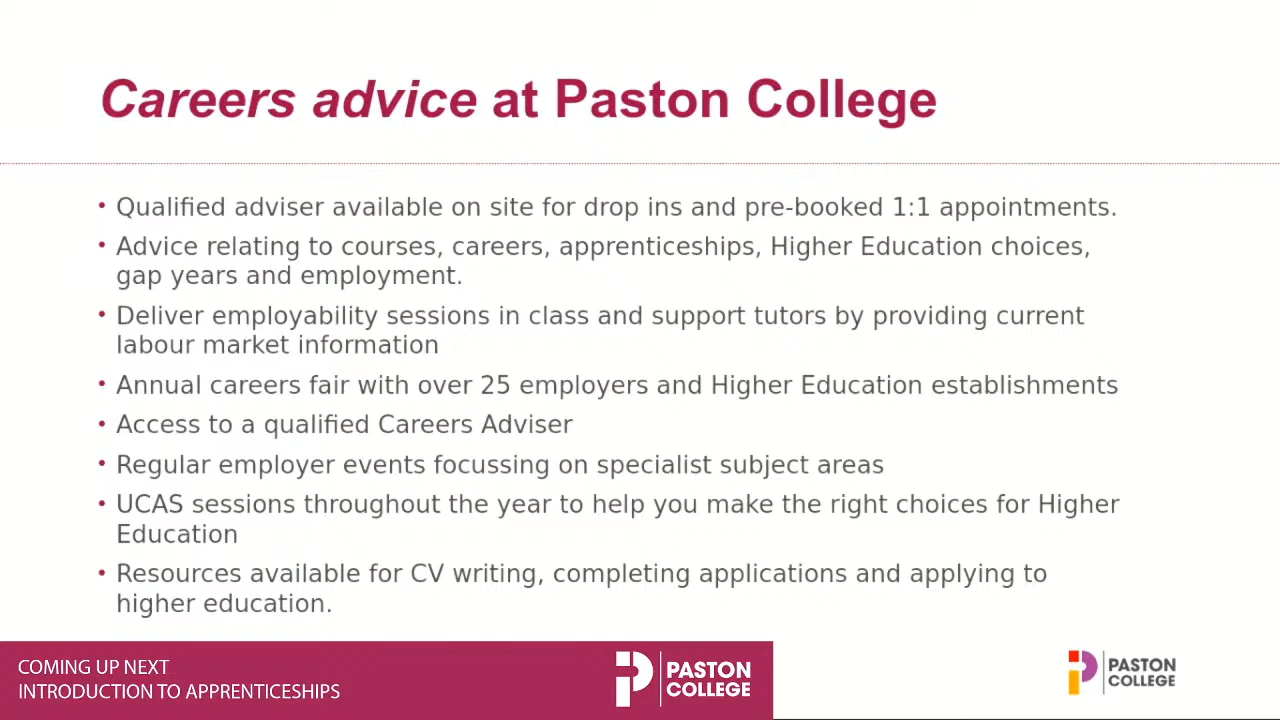 Careers advice at Paston College
• Qualified adviser available on site for drop ins and pre-booked 1:1 appointments.
• Advice relating to courses, careers, apprenticeships, Higher Education choices,
gap years and employment.
• Deliver employability sessions in class and support tutors by providing current
labour market information
• Annual careers fair with over 25 employers and Higher Education establishments
• Access to a qualified Careers Adviser
• Regular employer events focussing on specialist subject areas
• UCAS sessions throughout the year to help you make the right choices for Higher
Education
• Resources available for CV writing, completing applications and applying to
higher education.
COMING UP NEXT
INTRODUCTION TO APPRENTICESHIPS
PASTON
COLLEGE
PASTON
COLLEGE